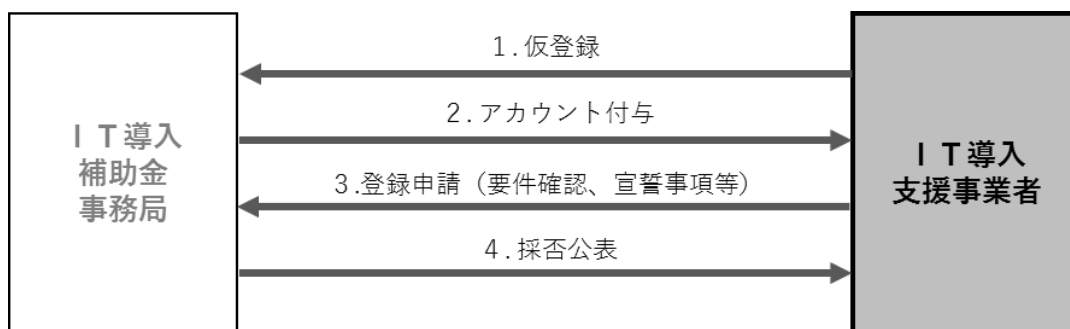 1.仮登録
2.アカウント付与
3.登録申請（要件確認、宣誓事項等）
4.採否公表
ＩＴ導入
補助金
事務局
ＩＴ導入
支援事業者